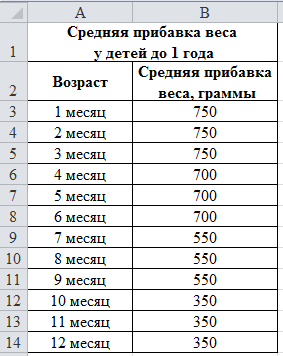 A B
1 Средняя прибавка веса
у детей до 1 года
2 Возраст Средняя прибавка
веса, граммы
3 1 месяц 750
4 2 месяц 750
5 3 месяц 750
6 4 месяц 700
7 5 месяц 700
8 6 месяц 700
9 7 месяц 550
10 8 месяц 550
11 9 месяц 550
12 10 месяц 350
13 11 месяц 350
14 12 месяц 350